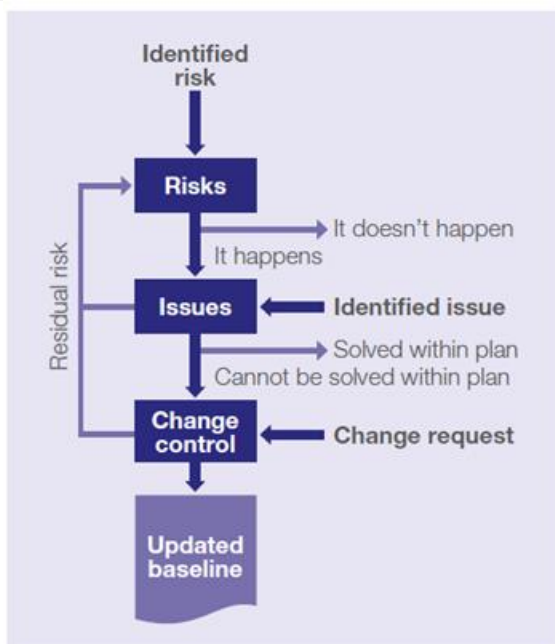 Identified
risk
Risks
It doesn't happen
It happens
Residual risk
Issues
Identified issue
Solved within plan
Cannot be solved within plan
Change
control
Change request
Updated
baseline